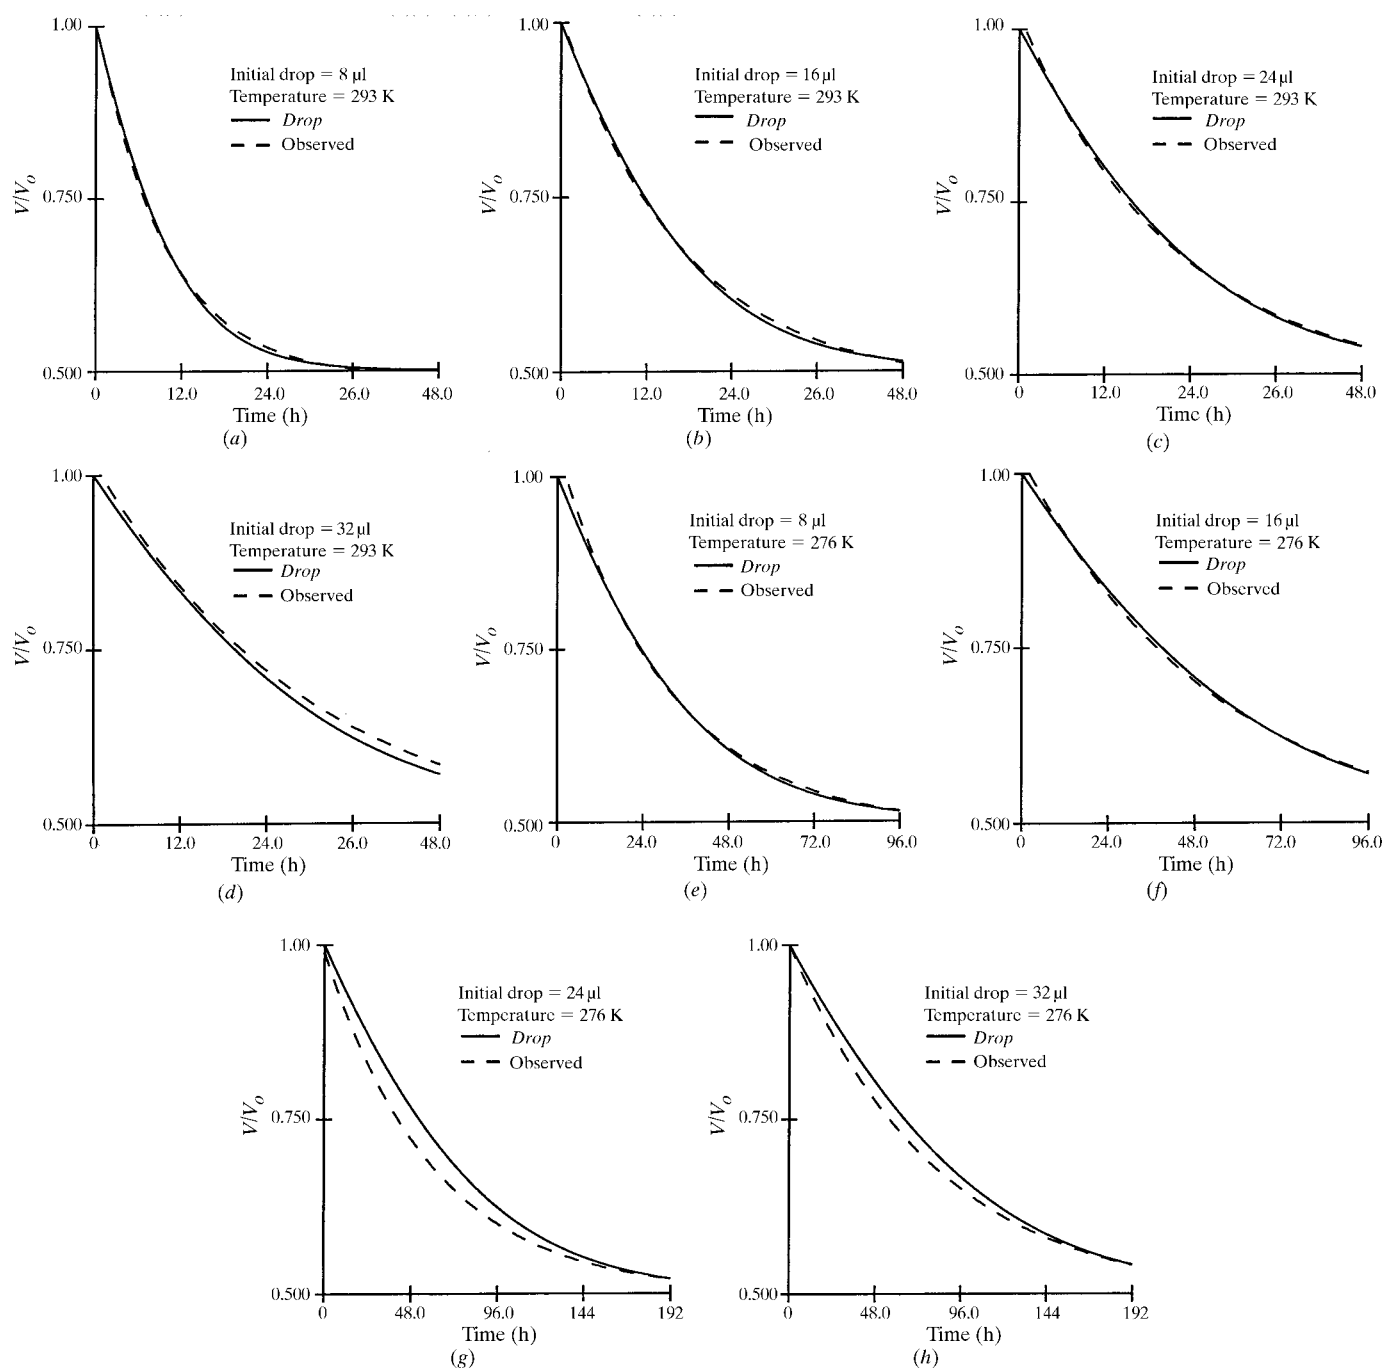 1.00
Initial drop = 8 µl
Temperature = 293 K
Drop
Observed
0.750
V/Vo
0.500
0 12.0 24.0 26.0 48.0
Time (h)
(a)
1.00
Initial drop = 16 µl
Temperature = 293 K
Drop
Observed
0.750
V/Vo
0.500
0 12.0 24.0 26.0 48.0
Time (h)
(b)
1.00
Initial drop = 24 µl
Temperature = 293 K
Drop
Observed
0.750
V/Vo
0.500
0 12.0 24.0 26.0 48.0
Time (h)
(c)
1.00
Initial drop = 32 µl
Temperature = 293 K
Drop
Observed
0.750
V/Vo
0.500
0 12.0 24.0 26.0 48.0
Time (h)
(d)
1.00
Initial drop = 8 µl
Temperature = 276 K
Drop
Observed
0.750
V/Vo
0.500
0 24.0 48.0 72.0 96.0
Time (h)
(e)
1.00
Initial drop = 16 µl
Temperature = 276 K
Drop
Observed
0.750
V/Vo
0.500
0 24.0 48.0 72.0 96.0
Time (h)
(f)
1.00
Initial drop = 24 µl
Temperature = 276 K
Drop
Observed
0.750
V/Vo
0.500
0 48.0 96.0 144 192
Time (h)
(g)
1.00
Initial drop = 32 µl
Temperature = 276 K
Drop
Observed
0.750
V/Vo
0.500
0 48.0 96.0 144 192
Time (h)
(h)